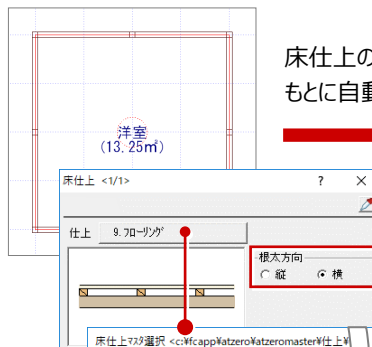 床仕上の
もとに自動
洋室
(13.25㎡)
床仕上 <1/1>
?
×
仕上
9.フローリング
根太方向
縦
横
床仕上マスタ選択 <c:¥fcapp¥atzero¥atzeromaster¥仕上¥